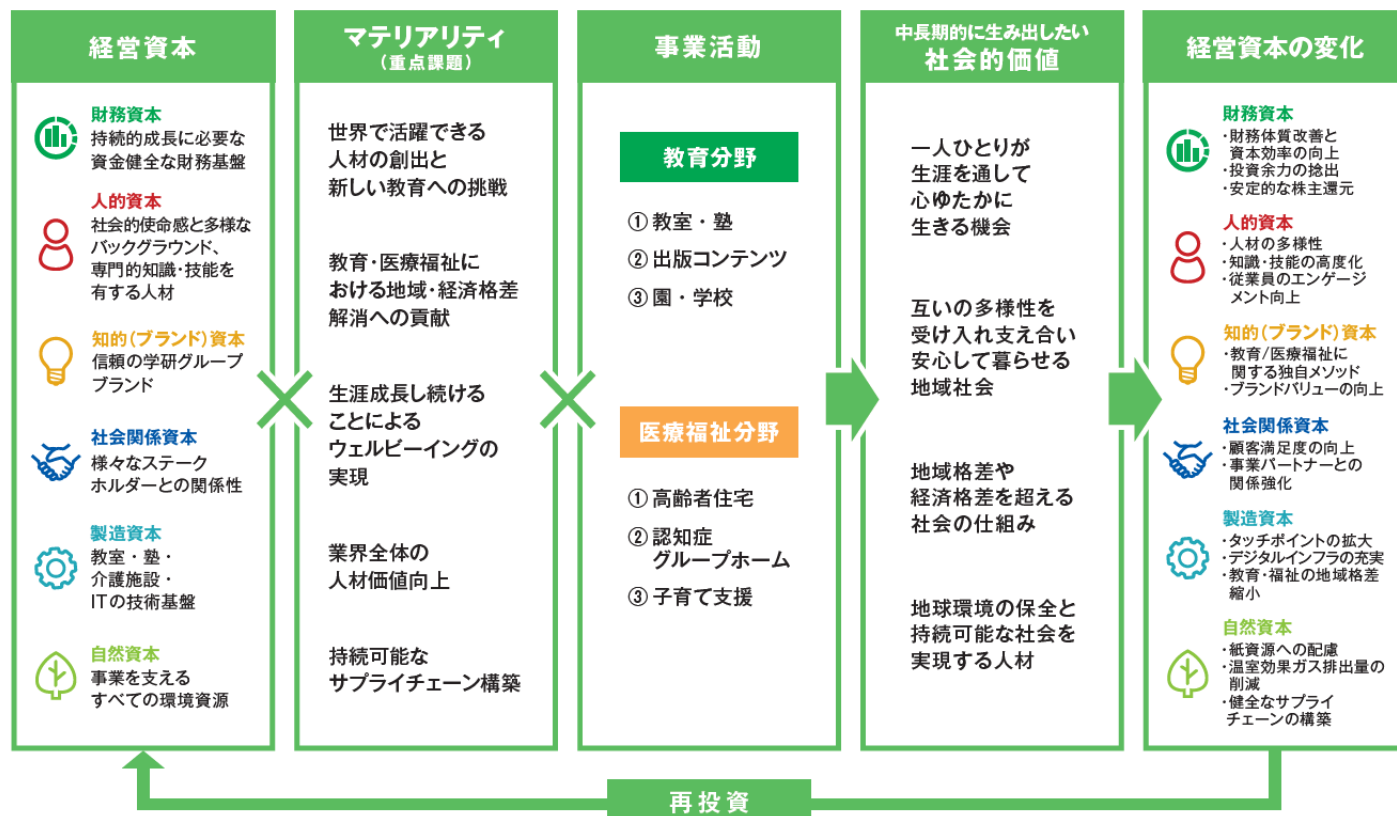 経営資本
財務資本
持続的成長に必要な
資金健全な財務基盤
人的資本
社会的使命感と多様な
バックグラウンド、
専門的知識・技能を
有する人材
知的(ブランド)資本
信頼の学研グループ
ブランド
社会関係資本
様々なステーク
ホルダーとの関係性
製造資本
教室・塾・
介護施設・
ITの技術基盤
自然資本
事業を支える
すべての環境資源
マテリアリティ
(重点課題)
世界で活躍できる
人材の創出と
新しい教育への挑戦
教育・医療福祉に
おける地域・経済格差
解消への貢献
生涯成長し続ける
ことによる
ウェルビーイングの
実現
業界全体の
人材価値向上
持続可能な
サプライチェーン構築
事業活動
教育分野
①教室・塾
②出版コンテンツ
③園・学校
医療福祉分野
①高齢者住宅
②認知症
グループホーム
③子育て支援
中長期的に生み出したい
社会的価値
一人ひとりが
生涯を通して
心ゆたかに
生きる機会
互いの多様性を
受け入れ支え合い
安心して暮らせる
地域社会
地域格差や
経済格差を超える
社会の仕組み
地球環境の保全と
持続可能な社会を
実現する人材
経営資本の変化
財務資本
・財務体質改善と
資本効率の向上
・投資余力の捻出
・安定的な株主還元
人的資本
・人材の多様性
・知識・技能の高度化
・従業員のエンゲージ
メント向上
知的(ブランド)資本
・教育/医療福祉に
関する独自メソッド
・ブランドバリューの向上
社会関係資本
・顧客満足度の向上
・事業パートナーとの
関係強化
製造資本
・タッチポイントの拡大
・デジタルインフラの充実
・教育・福祉の地域格差
縮小
自然資本
・紙資源への配慮
・温室効果ガス排出量の
削減
・健全なサプライ
チェーンの構築
再投資